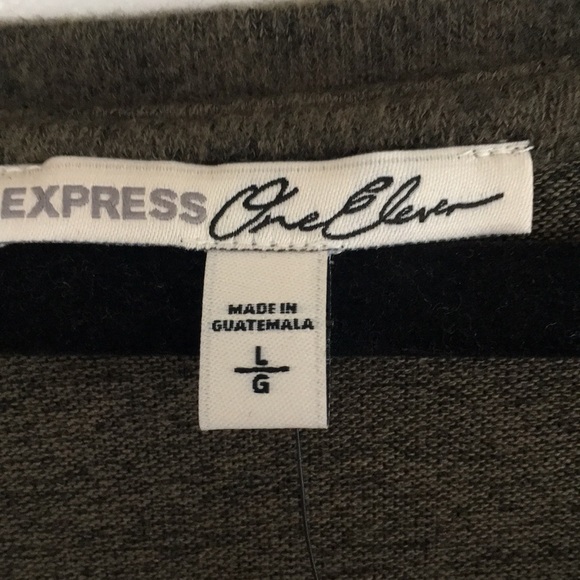 EXPRESS One Eleven
MADE IN
GUATEMALA
L
G